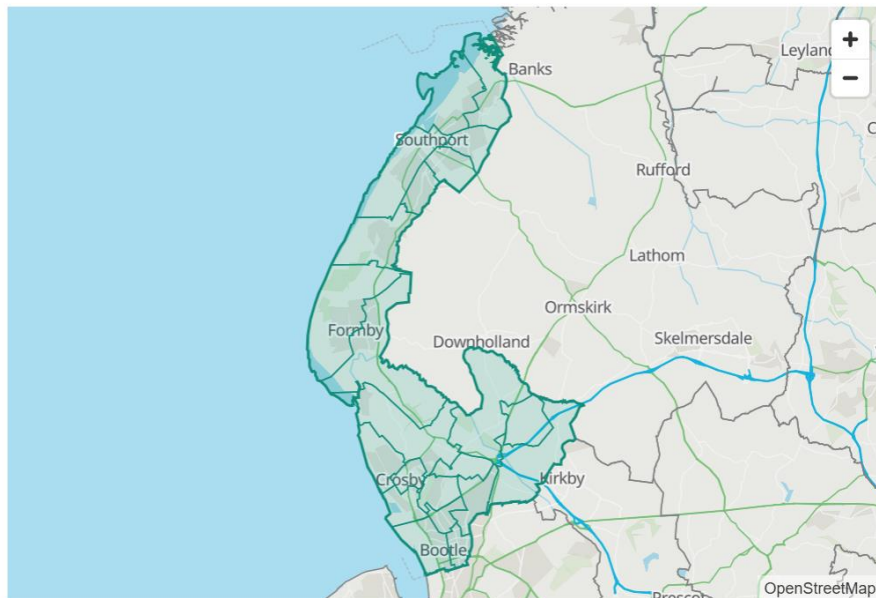 +
−
Leyland
Banks
Southport
Rufford
Lathom
Ormskirk
Formby
Downholland
Skelmersdale
Crosby
Kirkby
Bootle
OpenStreetMap